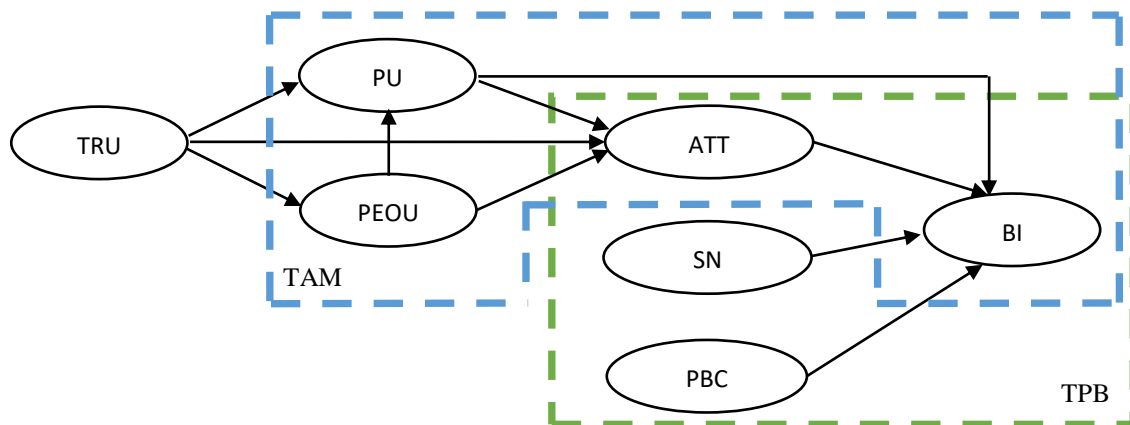 PU
TRU
ATT
PEOU
BI
SN
TAM
PBC
TPB